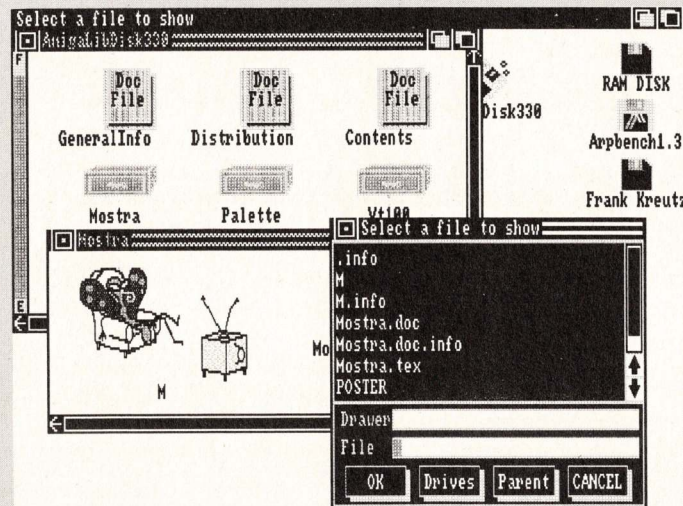 Select a file to show
AmigaLibDisk330
F
Doc File
Doc File
Doc File
GeneralInfo
Distribution
Contents
Mostra
Palette
Vt100
E
Disk330
RAM DISK
Arpbench1.3
Frank Kreutz
Mostra
M
Mo
Select a file to show
.info
M
M.info
Mostra.doc
Mostra.doc.info
Mostra.tex
POSTER
Drawer
File
OK
Drives
Parent
CANCEL